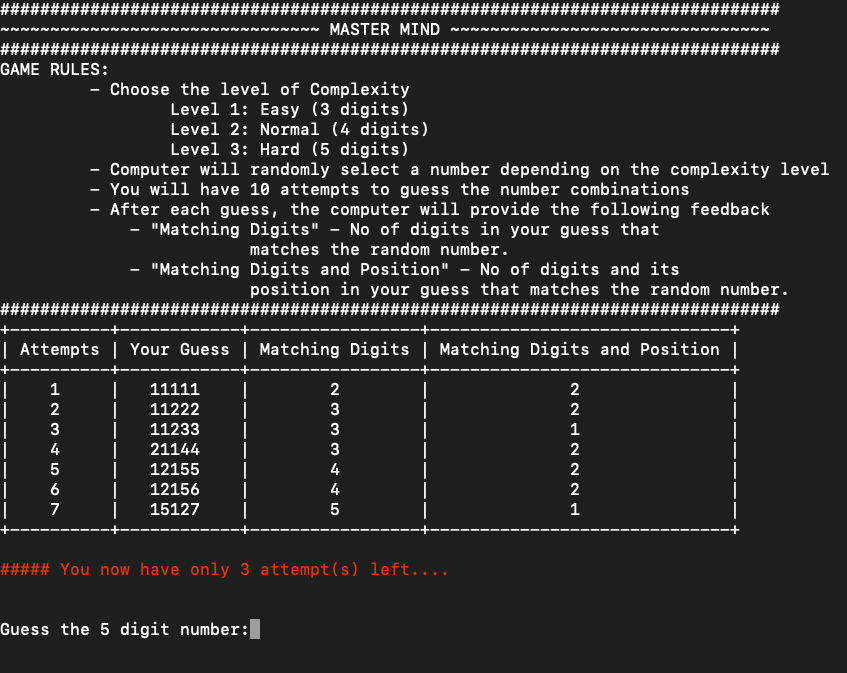 ##############################################################################
~~~~~~~~~~~~~~~~~~~~~~~~~~~~~~~~ MASTER MIND ~~~~~~~~~~~~~~~~~~~~~~~~~~~~~~~~
##############################################################################
GAME RULES:
         – Choose the level of Complexity
                 Level 1: Easy (3 digits)
                 Level 2: Normal (4 digits)
                 Level 3: Hard (5 digits)
         – Computer will randomly select a number depending on the complexity level
         – You will have 10 attempts to guess the number combinations
         – After each guess, the computer will provide the following feedback
             – "Matching Digits" – No of digits in your guess that
                         matches the random number.
             – "Matching Digits and Position" – No of digits and its
                         position in your guess that matches the random number.
##############################################################################
+----------+------------+-----------------+------------------------------+
| Attempts | Your Guess | Matching Digits | Matching Digits and Position |
+----------+------------+-----------------+------------------------------+
|    1     |   11111    |        2        |              2               |
|    2     |   11222    |        3        |              2               |
|    3     |   11233    |        3        |              1               |
|    4     |   21144    |        3        |              2               |
|    5     |   12155    |        4        |              2               |
|    6     |   12156    |        4        |              2               |
|    7     |   15127    |        5        |              1               |
+----------+------------+-----------------+------------------------------+
##### You now have only 3 attempt(s) left....
Guess the 5 digit number: